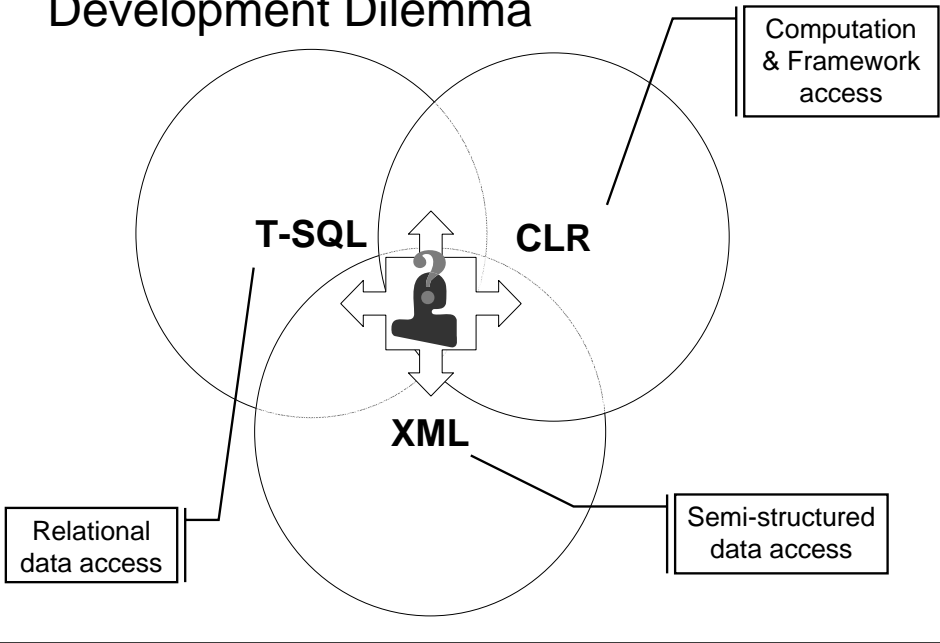 Development Dilemma
Computation
& Framework
access
T-SQL
CLR
?
XML
Relational
data access
Semi-structured
data access